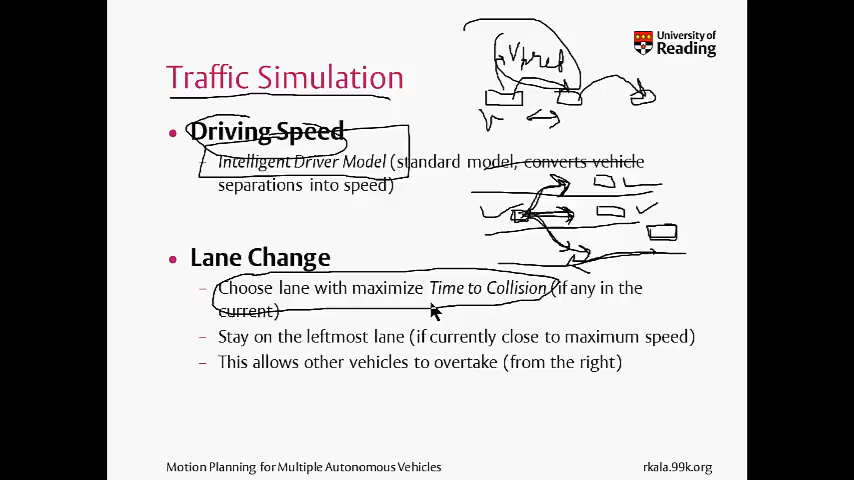 University of
Reading
Traffic Simulation
Vpred
V
• Driving Speed
– Intelligent Driver Model (standard model, converts vehicle
separations into speed)
• Lane Change
– Choose lane with maximize Time to Collision (if any in the
current)
– Stay on the leftmost lane (if currently close to maximum speed)
– This allows other vehicles to overtake (from the right)
Motion Planning for Multiple Autonomous Vehicles
rkala.99k.org